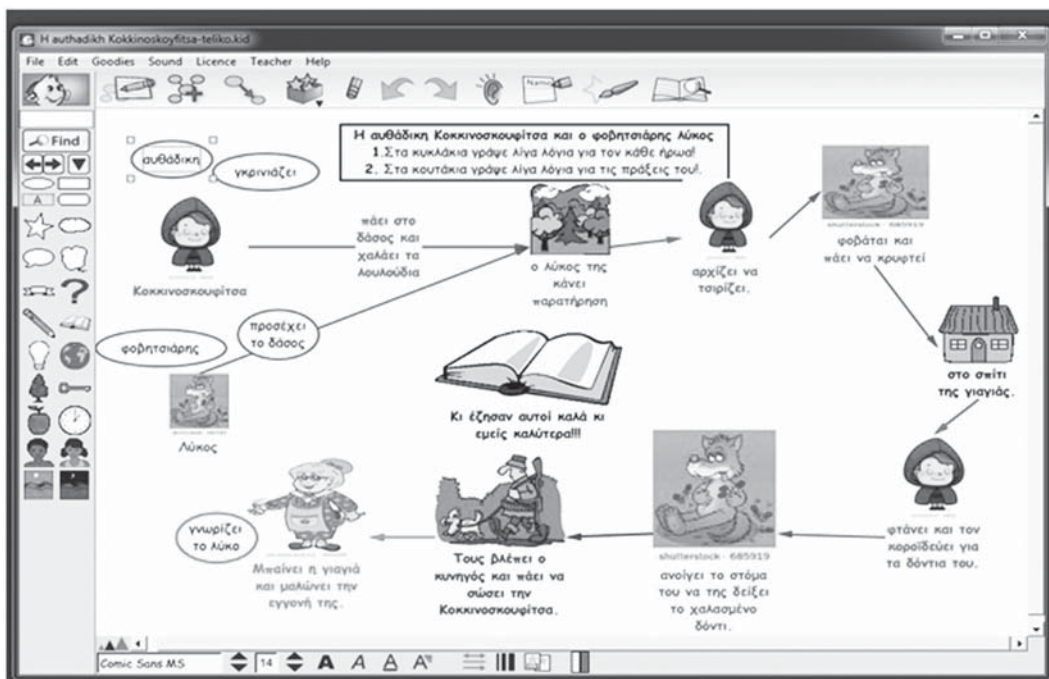 H authadikh Kokkinoskoyfitsa-teliko.kid
File Edit Goodies Sound Licence Teacher Help
Name
Find
A
Η αυθάδικη Κοκκινοσκουφίτσα και ο φοβητσιάρης λύκος
1.Στα κυκλάκια γράψε λίγα λόγια για τον κάθε ήρωα!
2. Στα κουτάκια γράψε λίγα λόγια για τις πράξεις του!.
αυθάδικη
γκρινιάζει
Κοκκινοσκουφίτσα
πάει στο
δάσος και
χαλάει τα
λουλούδια
ο λύκος της
κάνει
παρατήρηση
αρχίζει να
τσιρίζει.
shutterstock · 685919
φοβάται και
πάει να κρυφτεί
φοβητσιάρης
προσέχει
το δάσος
Λύκος
στο σπίτι
της γιαγιάς.
Κι έζησαν αυτοί καλά κι
εμείς καλύτερα!!!
φτάνει και τον
κοροϊδεύει για
τα δόντια του.
shutterstock · 685919
ανοίγει το στόμα
του να της δείξει
το χαλασμένο
δόντι.
Τους βλέπει ο
κυνηγός και πάει να
σώσει την
Κοκκινοσκουφίτσα.
γνωρίζει
το λύκο
Μπαίνει η γιαγιά
και μαλώνει την
εγγονή της.
Comic Sans MS 14 A A A A